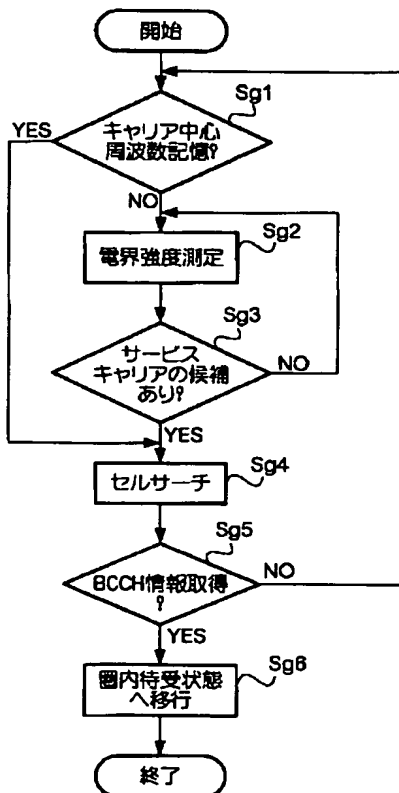 開始
Sg1
YES
キャリア中心
周波数記憶?
NO
Sg2
電界強度測定
Sg3
サービス
キャリアの候補
あり?
NO
YES
Sg4
セルサーチ
Sg5
BCCH情報取得
?
NO
YES
Sg6
圏内待受状態
へ移行
終了